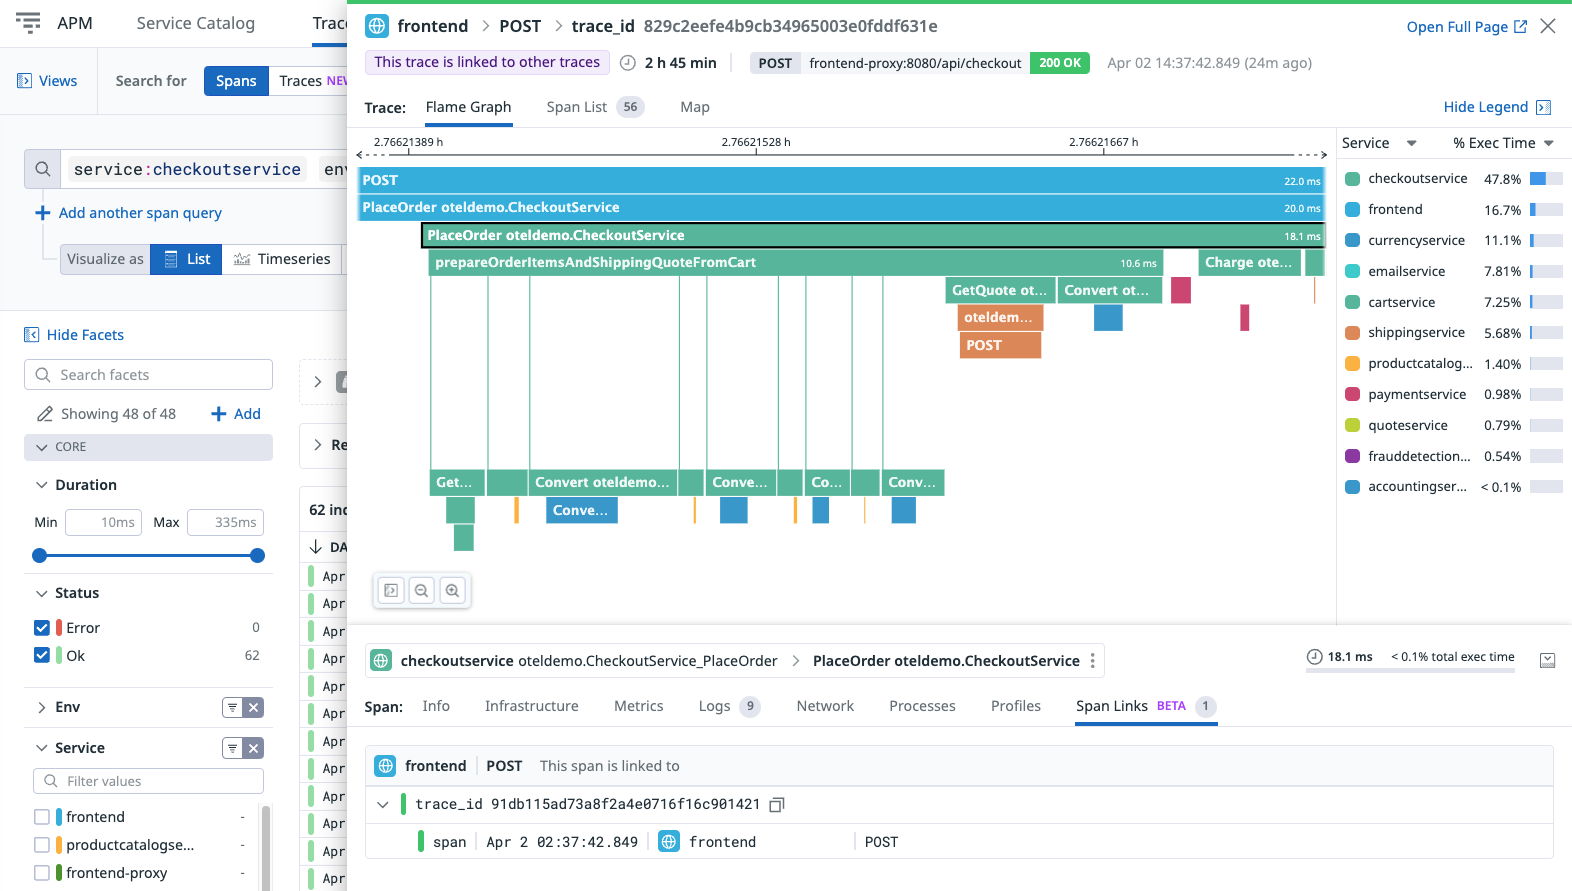 APM
Service Catalog
Trac
Views
Search for
Spans
Traces NEW
service:checkoutservice
env
Add another span query
Visualize as
List
Timeseries
Hide Facets
Search facets
Showing 48 of 48
Add
CORE
Duration
Min
10ms
Max
335ms
Status
Error
0
Ok
62
Env
Service
Filter values
frontend
-
productcatalogse...
-
frontend-proxy
-
Re
62 ind
DA
Apr
Apr
Apr
Apr
Apr
Apr
Apr
Apr
Apr
Apr
Apr
Apr
frontend > POST > trace_id 829c2eefe4b9cb34965003e0fddf631e
Open Full Page
This trace is linked to other traces
2 h 45 min
POST frontend-proxy:8080/api/checkout 200 OK
Apr 02 14:37:42.849 (24m ago)
Trace:
Flame Graph
Span List 56
Map
Hide Legend
2.76621389 h
2.76621528 h
2.76621667 h
POST 22.0 ms
PlaceOrder oteldemo.CheckoutService 20.0 ms
PlaceOrder oteldemo.CheckoutService 18.1 ms
prepareOrderItemsAndShippingQuoteFromCart 10.6 ms
Charge ote...
GetQuote ot...
Convert ot...
oteldem...
POST
Get...
Convert oteldemo...
Conve...
Co...
Conv...
Conve...
Service
% Exec Time
checkoutservice 47.8%
frontend 16.7%
currencyservice 11.1%
emailservice 7.81%
cartservice 7.25%
shippingservice 5.68%
productcatalog... 1.40%
paymentservice 0.98%
quoteservice 0.79%
frauddetection... 0.54%
accountingser... < 0.1%
checkoutservice oteldemo.CheckoutService_PlaceOrder > PlaceOrder oteldemo.CheckoutService
18.1 ms
< 0.1% total exec time
Span:
Info
Infrastructure
Metrics
Logs 9
Network
Processes
Profiles
Span Links BETA 1
frontend POST This span is linked to
trace_id 91db115ad73a8f2a4e0716f16c901421
span Apr 2 02:37:42.849 frontend POST